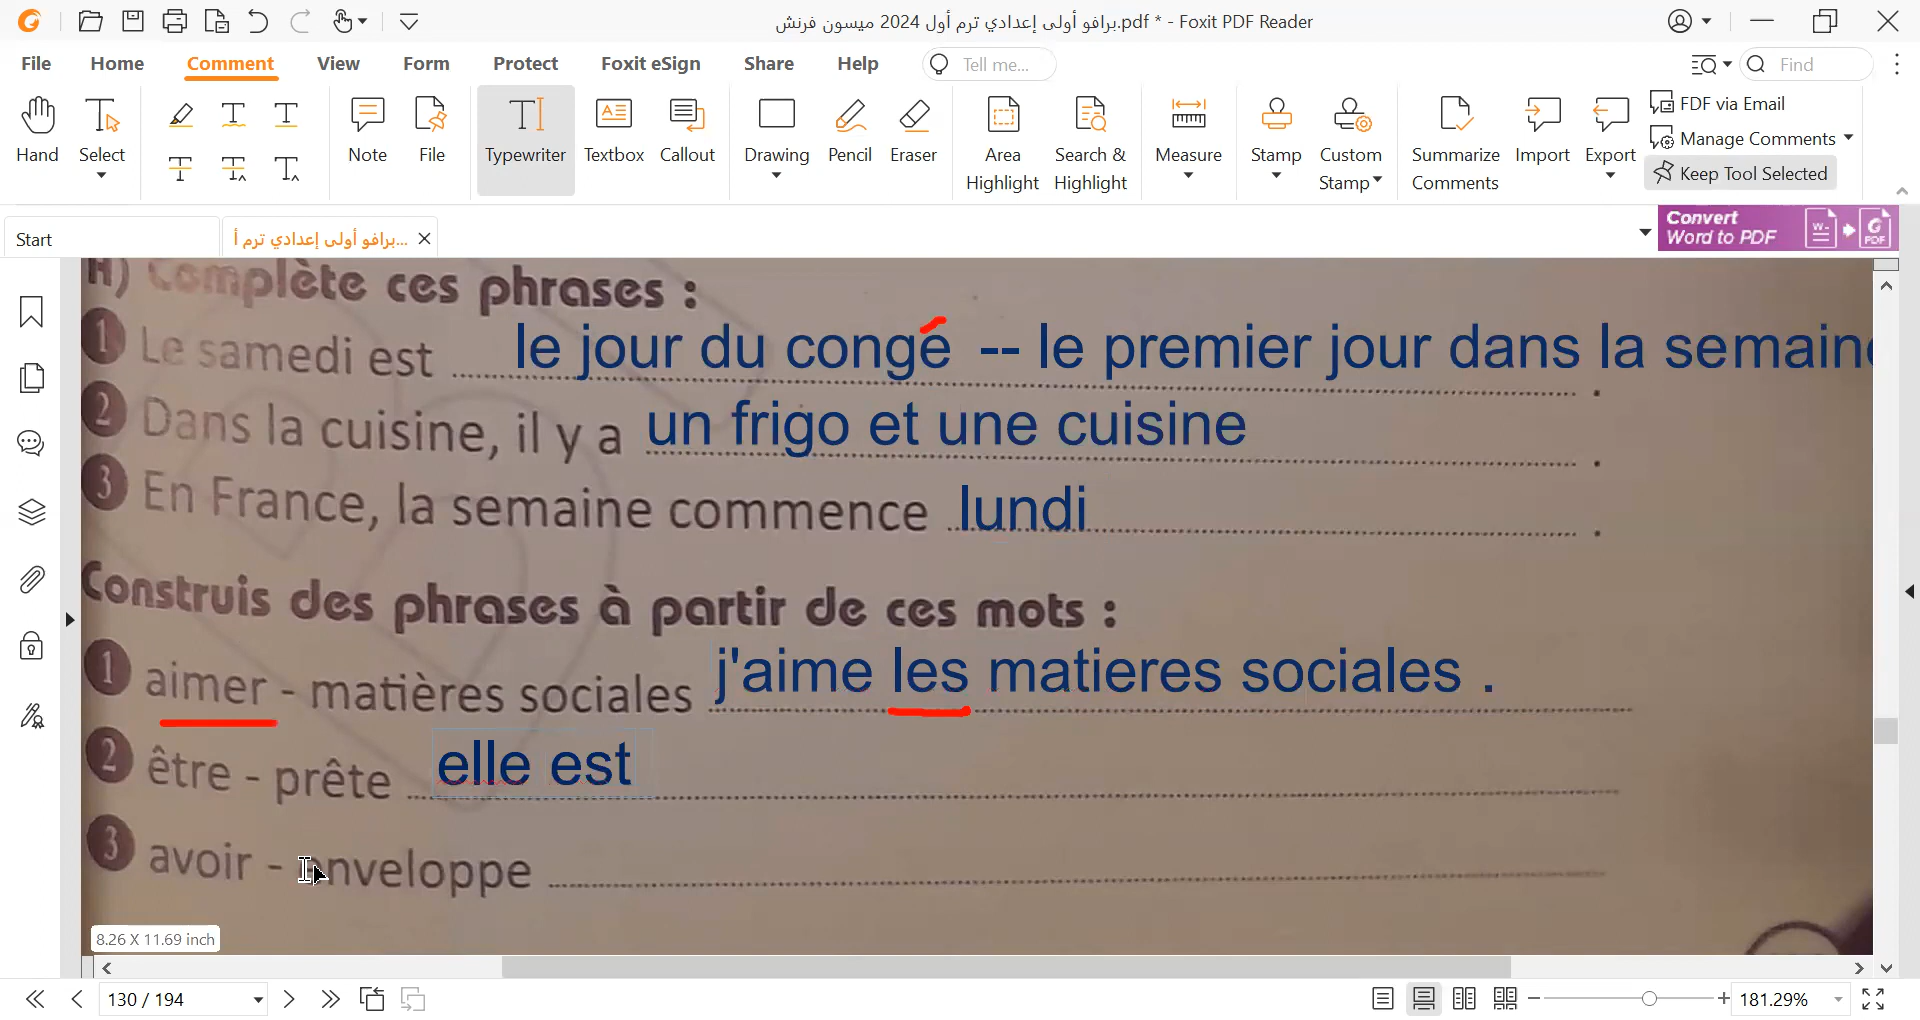 برافو أولى إعدادي ترم أول 2024 ميسون فرنش.pdf * - Foxit PDF Reader
File Home Comment View Form Protect Foxit eSign Share Help Tell me... Find
Hand Select Note File Typewriter Textbox Callout Drawing Pencil Eraser Area Highlight Search & Highlight Measure Stamp Custom Stamp Summarize Comments Import Export
FDF via Email
Manage Comments
Keep Tool Selected
Start
برافو أولى إعدادي ترم أ...
Convert
Word to PDF
H) Complète ces phrases :
1 Le samedi est le jour du congé -- le premier jour dans la semaine
2 Dans la cuisine, il y a un frigo et une cuisine .
3 En France, la semaine commence lundi .
Construis des phrases à partir de ces mots :
1 aimer - matières sociales j'aime les matieres sociales .
2 être - prête elle est
3 avoir - enveloppe
8.26 X 11.69 inch
130 / 194
181.29%